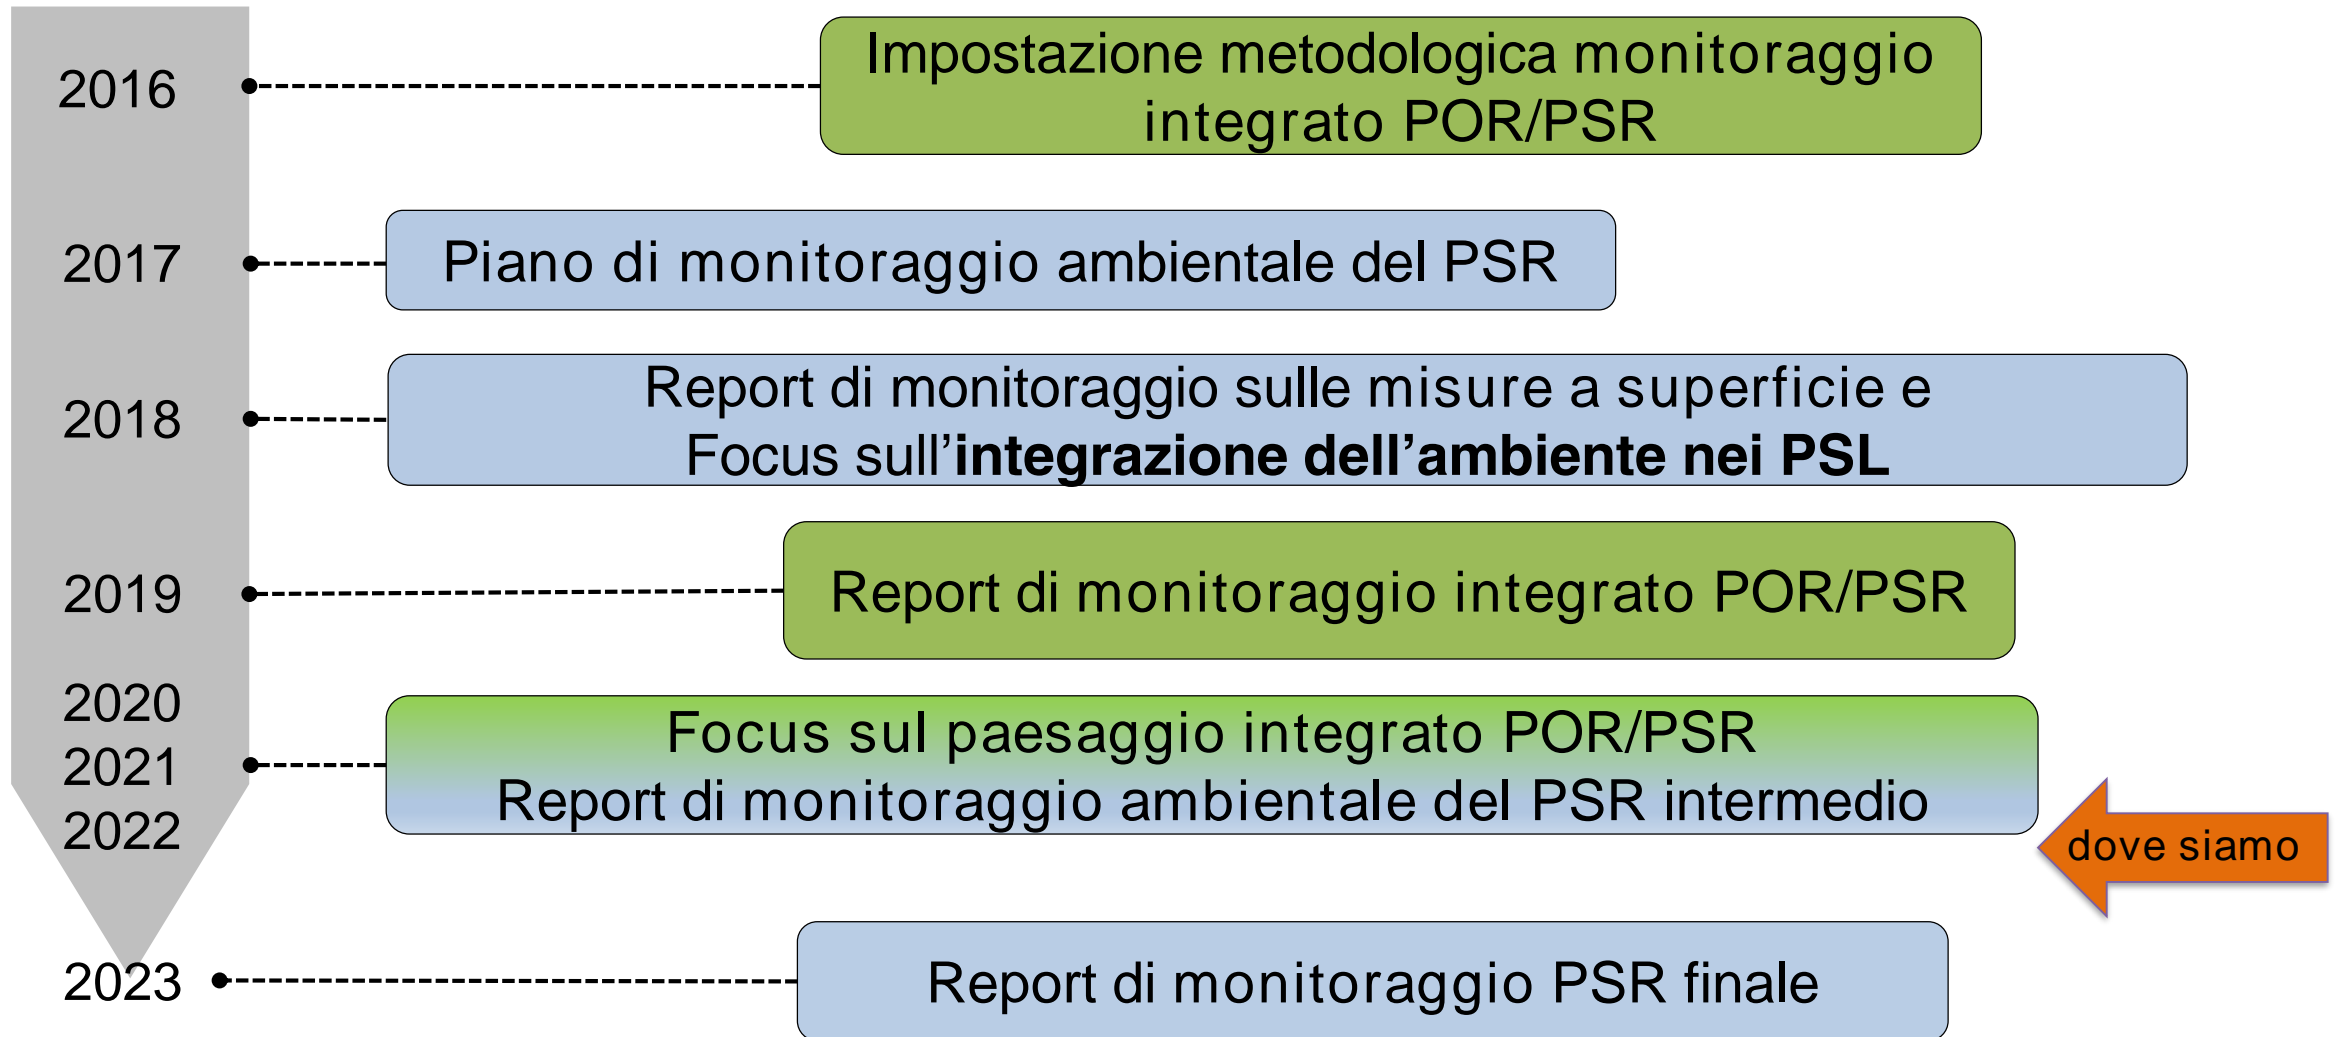 2016
Impostazione metodologica monitoraggio
integrato POR/PSR
2017
Piano di monitoraggio ambientale del PSR
2018
Report di monitoraggio sulle misure a superficie e
Focus sull’integrazione dell’ambiente nei PSL
2019
Report di monitoraggio integrato POR/PSR
2020
2021
2022
Focus sul paesaggio integrato POR/PSR
Report di monitoraggio ambientale del PSR intermedio
dove siamo
2023
Report di monitoraggio PSR finale